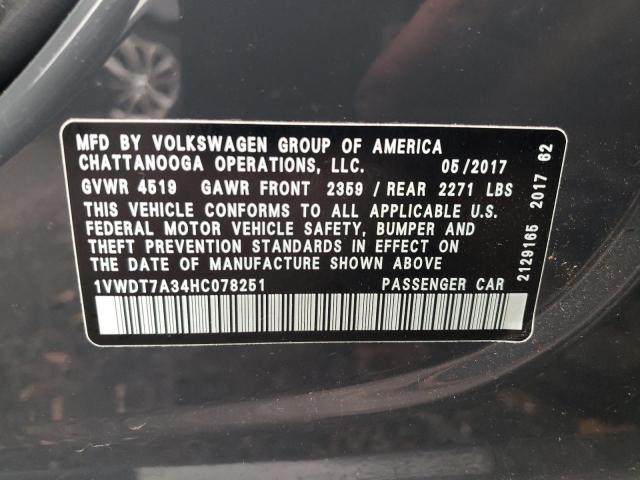 MFD BY VOLKSWAGEN GROUP OF AMERICA
CHATTANOOGA OPERATIONS, LLC. 05/2017
GVWR 4519 GAWR FRONT 2359 / REAR 2271 LBS
THIS VEHICLE CONFORMS TO ALL APPLICABLE U.S.
FEDERAL MOTOR VEHICLE SAFETY, BUMPER AND
THEFT PREVENTION STANDARDS IN EFFECT ON
THE DATE OF MANUFACTURE SHOWN ABOVE
1VWDT7A34HC078251 PASSENGER CAR
2129165 2017 62